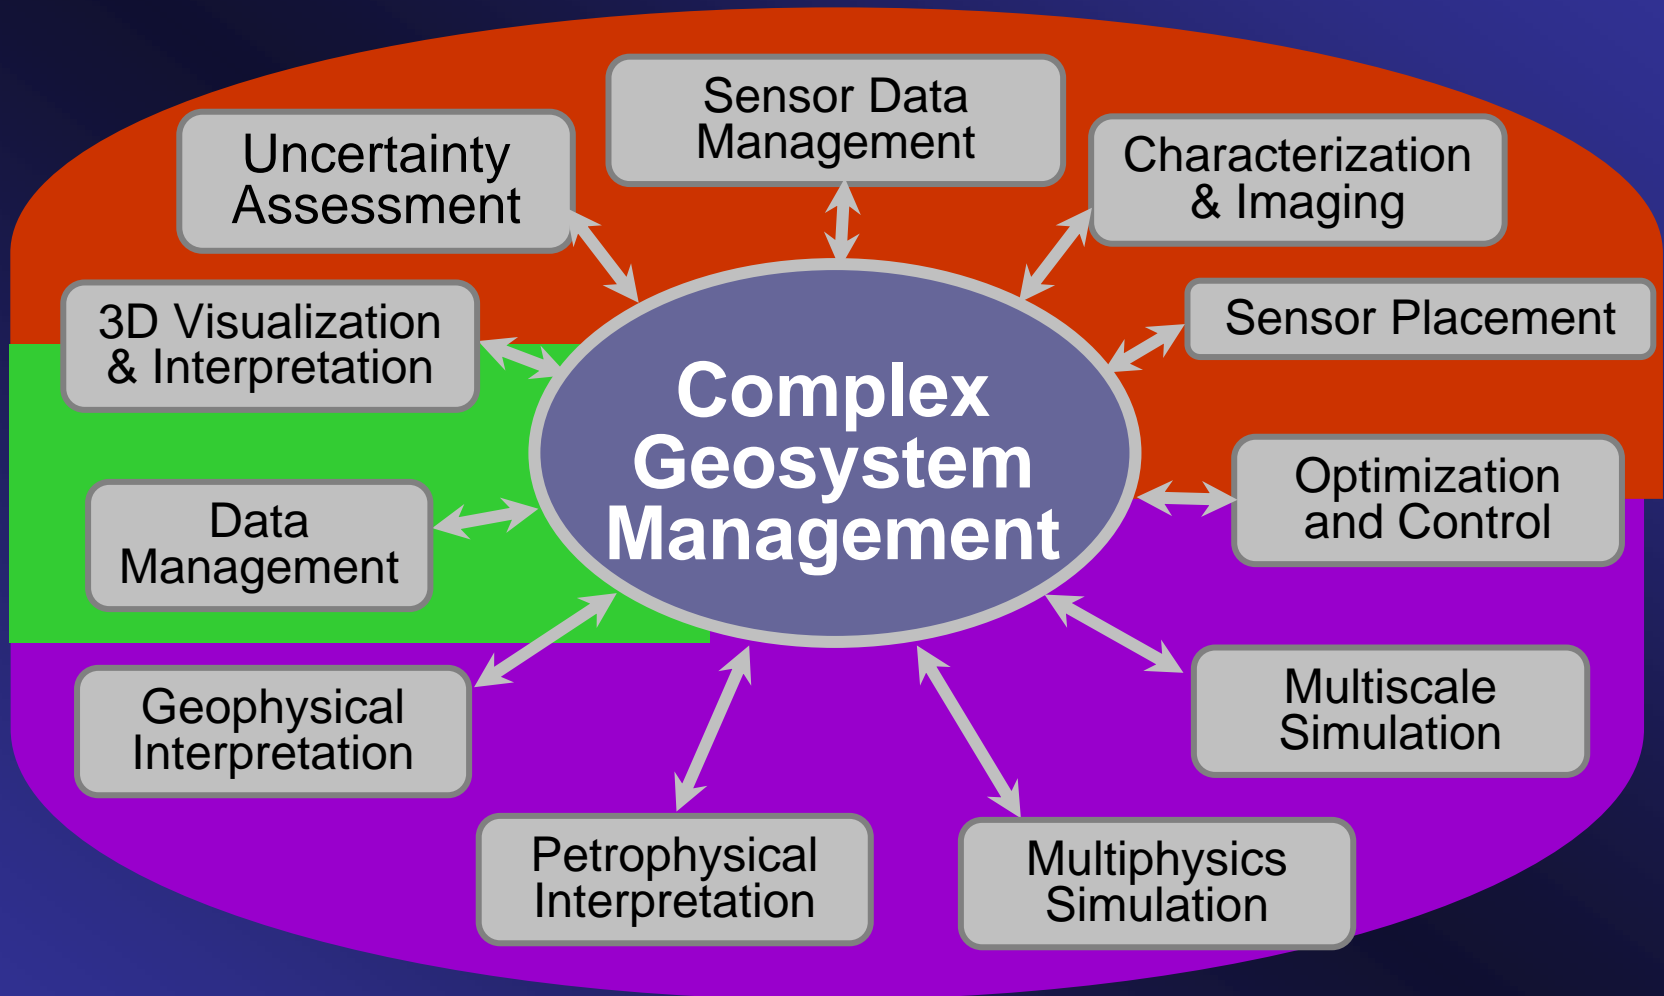 Sensor Data
Management
Uncertainty
Assessment
Characterization
& Imaging
3D Visualization
& Interpretation
Sensor Placement
Complex
Geosystem
Management
Optimization
and Control
Data
Management
Geophysical
Interpretation
Multiscale
Simulation
Petrophysical
Interpretation
Multiphysics
Simulation